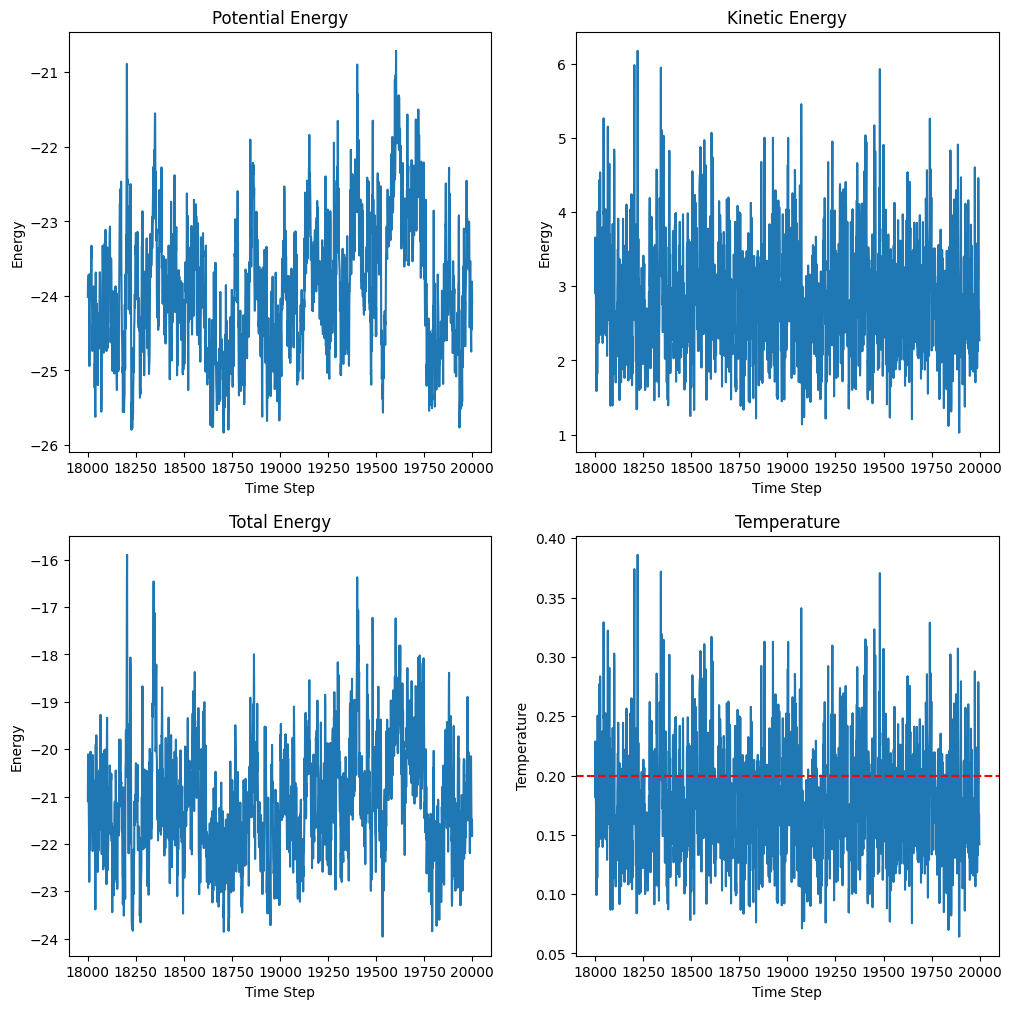 Potential Energy
Energy
−21
−22
−23
−24
−25
−26
18000 18250 18500 18750 19000 19250 19500 19750 20000
Time Step
Kinetic Energy
Energy
6
5
4
3
2
1
18000 18250 18500 18750 19000 19250 19500 19750 20000
Time Step
Total Energy
Energy
−16
−17
−18
−19
−20
−21
−22
−23
−24
18000 18250 18500 18750 19000 19250 19500 19750 20000
Time Step
Temperature
Temperature
0.40
0.35
0.30
0.25
0.20
0.15
0.10
0.05
18000 18250 18500 18750 19000 19250 19500 19750 20000
Time Step